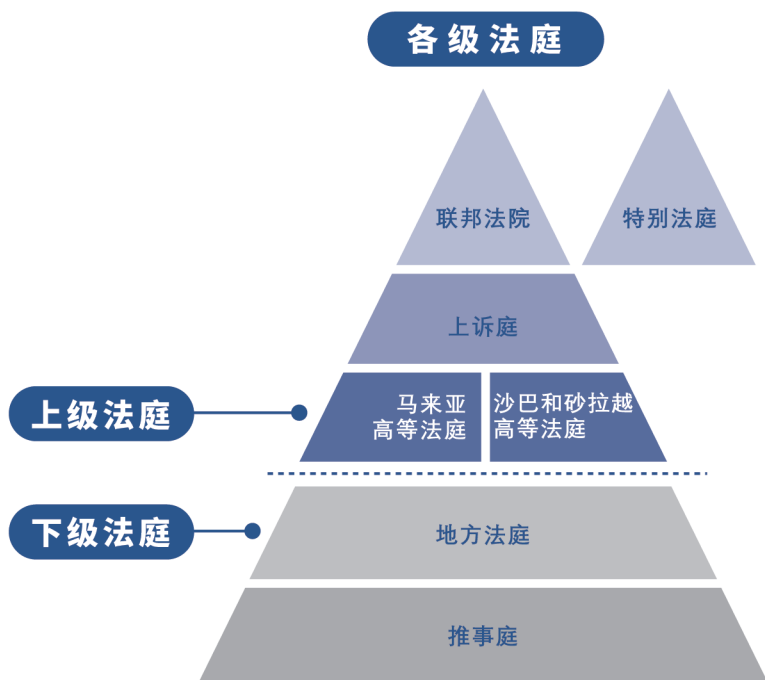 各级法庭
联邦法院
特别法庭
上诉庭
上级法庭
马来亚
高等法庭
沙巴和砂拉越
高等法庭
下级法庭
地方法庭
推事庭